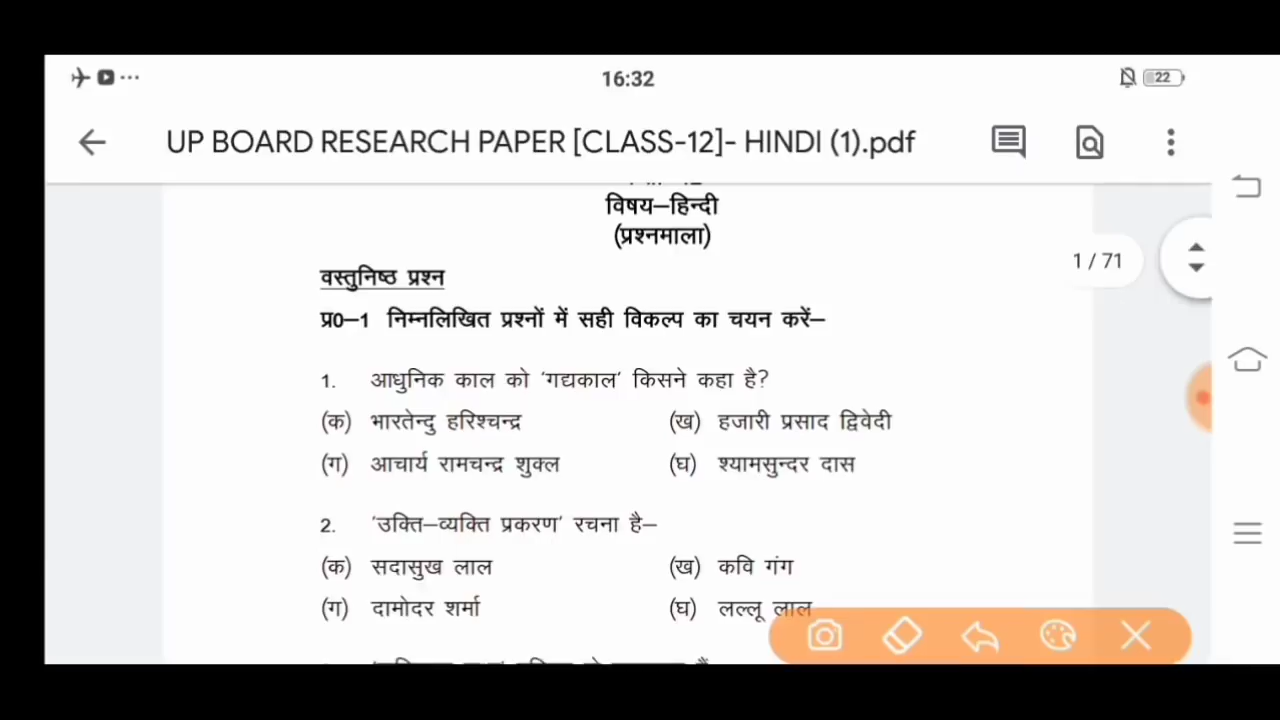 16:32
22
UP BOARD RESEARCH PAPER [CLASS-12]- HINDI (1).pdf
विषय–हिन्दी
(प्रश्नमाला)
1 / 71
वस्तुनिष्ठ प्रश्न
प्र0–1 निम्नलिखित प्रश्नों में सही विकल्प का चयन करें–
1. आधुनिक काल को 'गद्यकाल' किसने कहा है?
(क) भारतेन्दु हरिश्चन्द्र (ख) हजारी प्रसाद द्विवेदी
(ग) आचार्य रामचन्द्र शुक्ल (घ) श्यामसुन्दर दास
2. 'उक्ति–व्यक्ति प्रकरण' रचना है–
(क) सदासुख लाल (ख) कवि गंग
(ग) दामोदर शर्मा (घ) लल्लू लाल